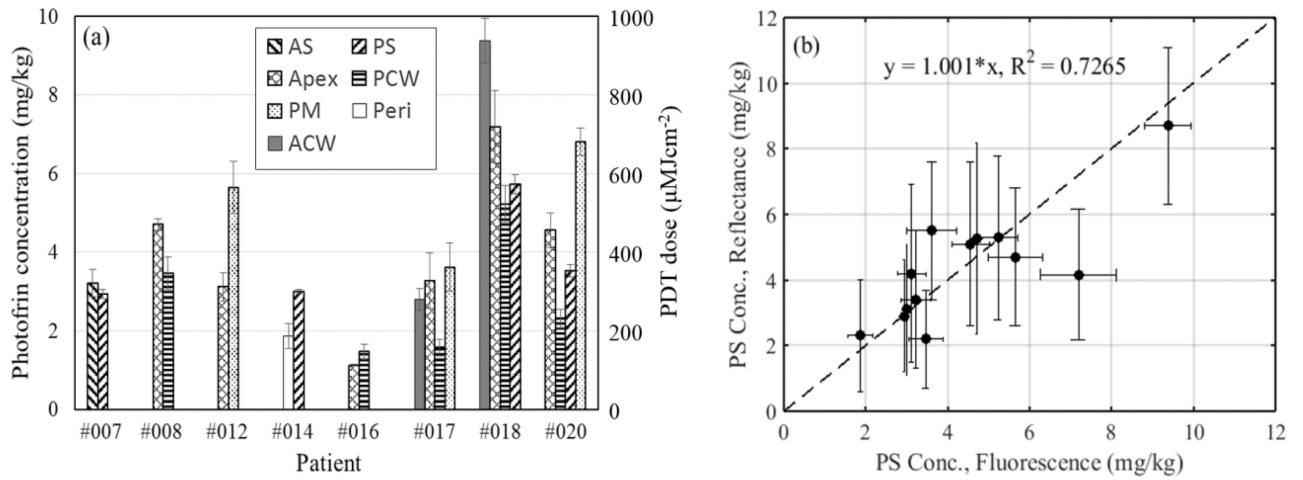 (a)
Photofrin concentration (mg/kg)
10
8
6
4
2
0
AS PS
Apex PCW
PM Peri
ACW
1000
800
600
400
200
0
PDT dose (μMJcm⁻²)
#007 #008 #012 #014 #016 #017 #018 #020
Patient
(b)
y = 1.001*x, R² = 0.7265
PS Conc., Reflectance (mg/kg)
12
10
8
6
4
2
0
0 2 4 6 8 10 12
PS Conc., Fluorescence (mg/kg)